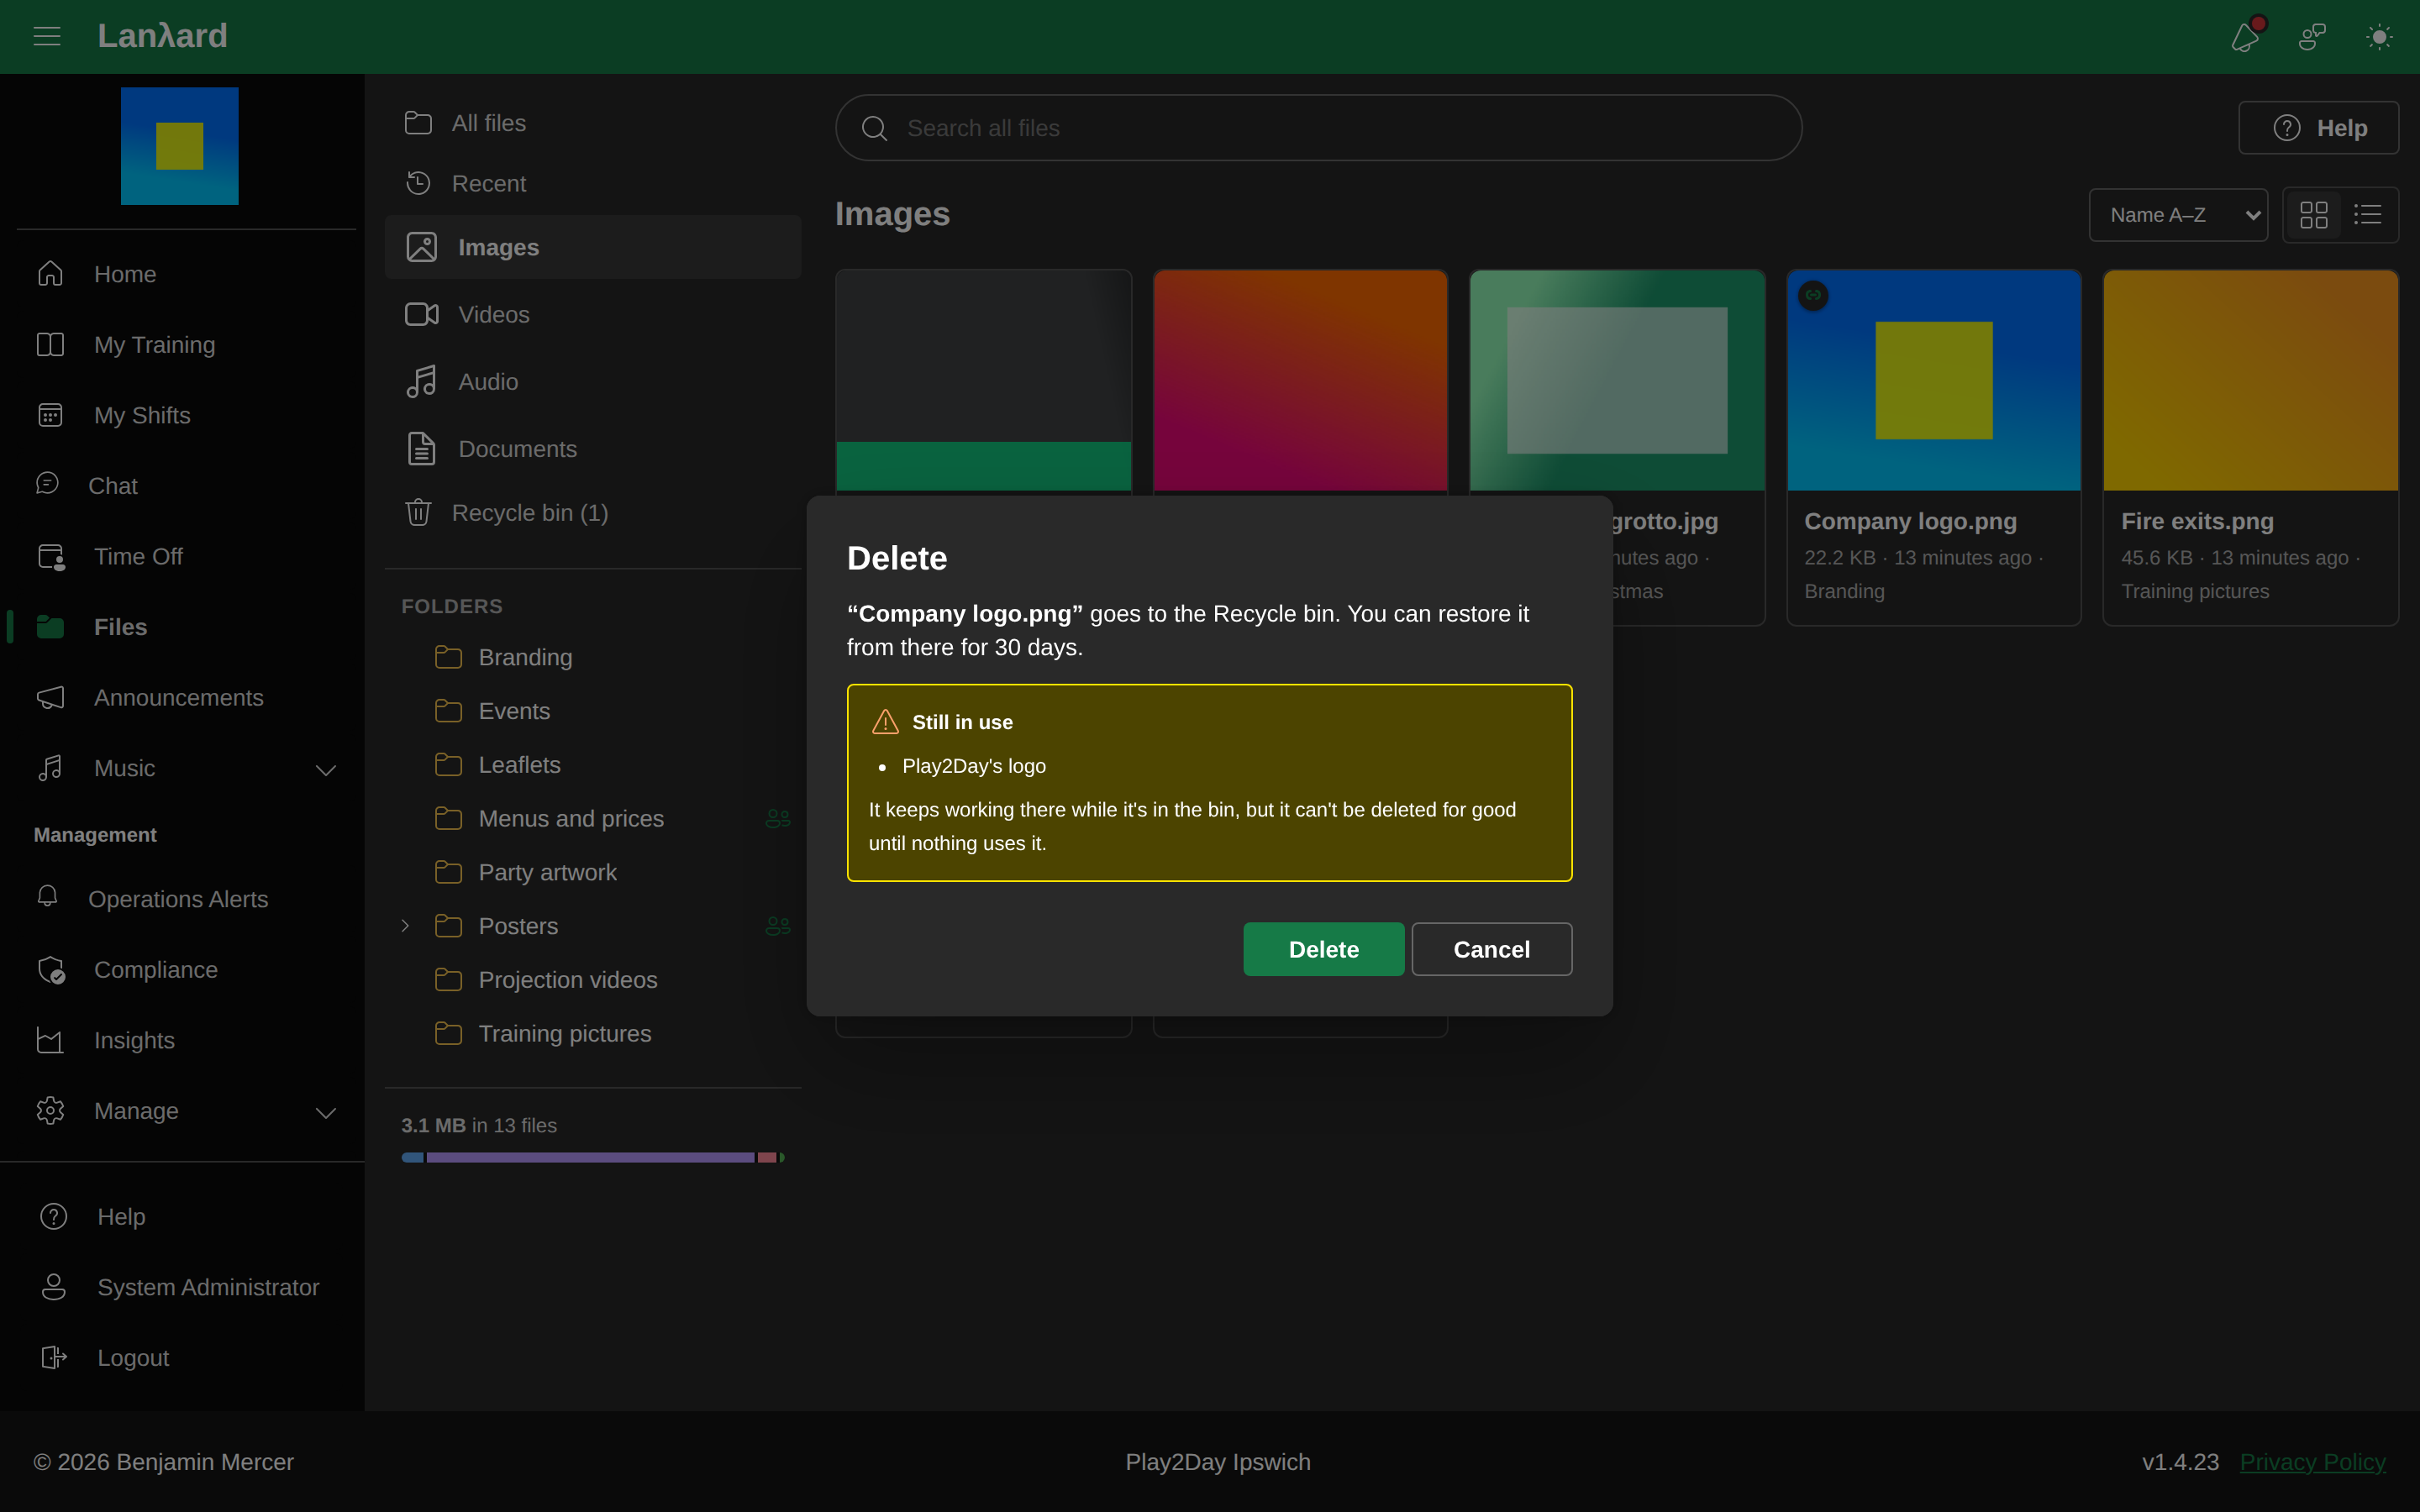 Lanλard
Home
My Training
My Shifts
Chat
Time Off
Files
Announcements
Music
Management
Operations Alerts
Compliance
Insights
Manage
Help
System Administrator
Logout
All files
Recent
Images
Videos
Audio
Documents
Recycle bin (1)
FOLDERS
Branding
Events
Leaflets
Menus and prices
Party artwork
Posters
Projection videos
Training pictures
3.1 MB in 13 files
Search all files
Help
Images
Name A–Z
grotto.jpg
nutes ago ·
stmas
Company logo.png
22.2 KB · 13 minutes ago ·
Branding
Fire exits.png
45.6 KB · 13 minutes ago ·
Training pictures
Delete
“Company logo.png” goes to the Recycle bin. You can restore it
from there for 30 days.
Still in use
• Play2Day's logo
It keeps working there while it's in the bin, but it can't be deleted for good
until nothing uses it.
Delete
Cancel
© 2026 Benjamin Mercer
Play2Day Ipswich
v1.4.23 Privacy Policy